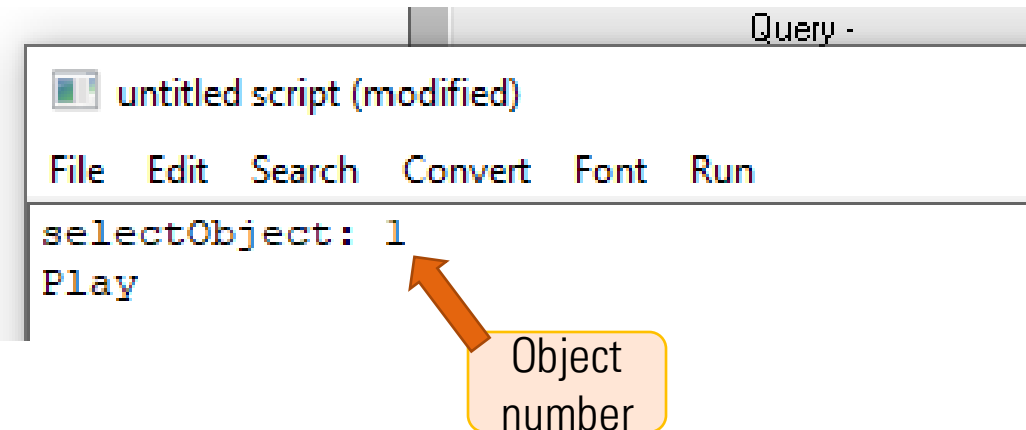 Query -
untitled script (modified)
File Edit Search Convert Font Run
selectObject: 1
Play
Object
number